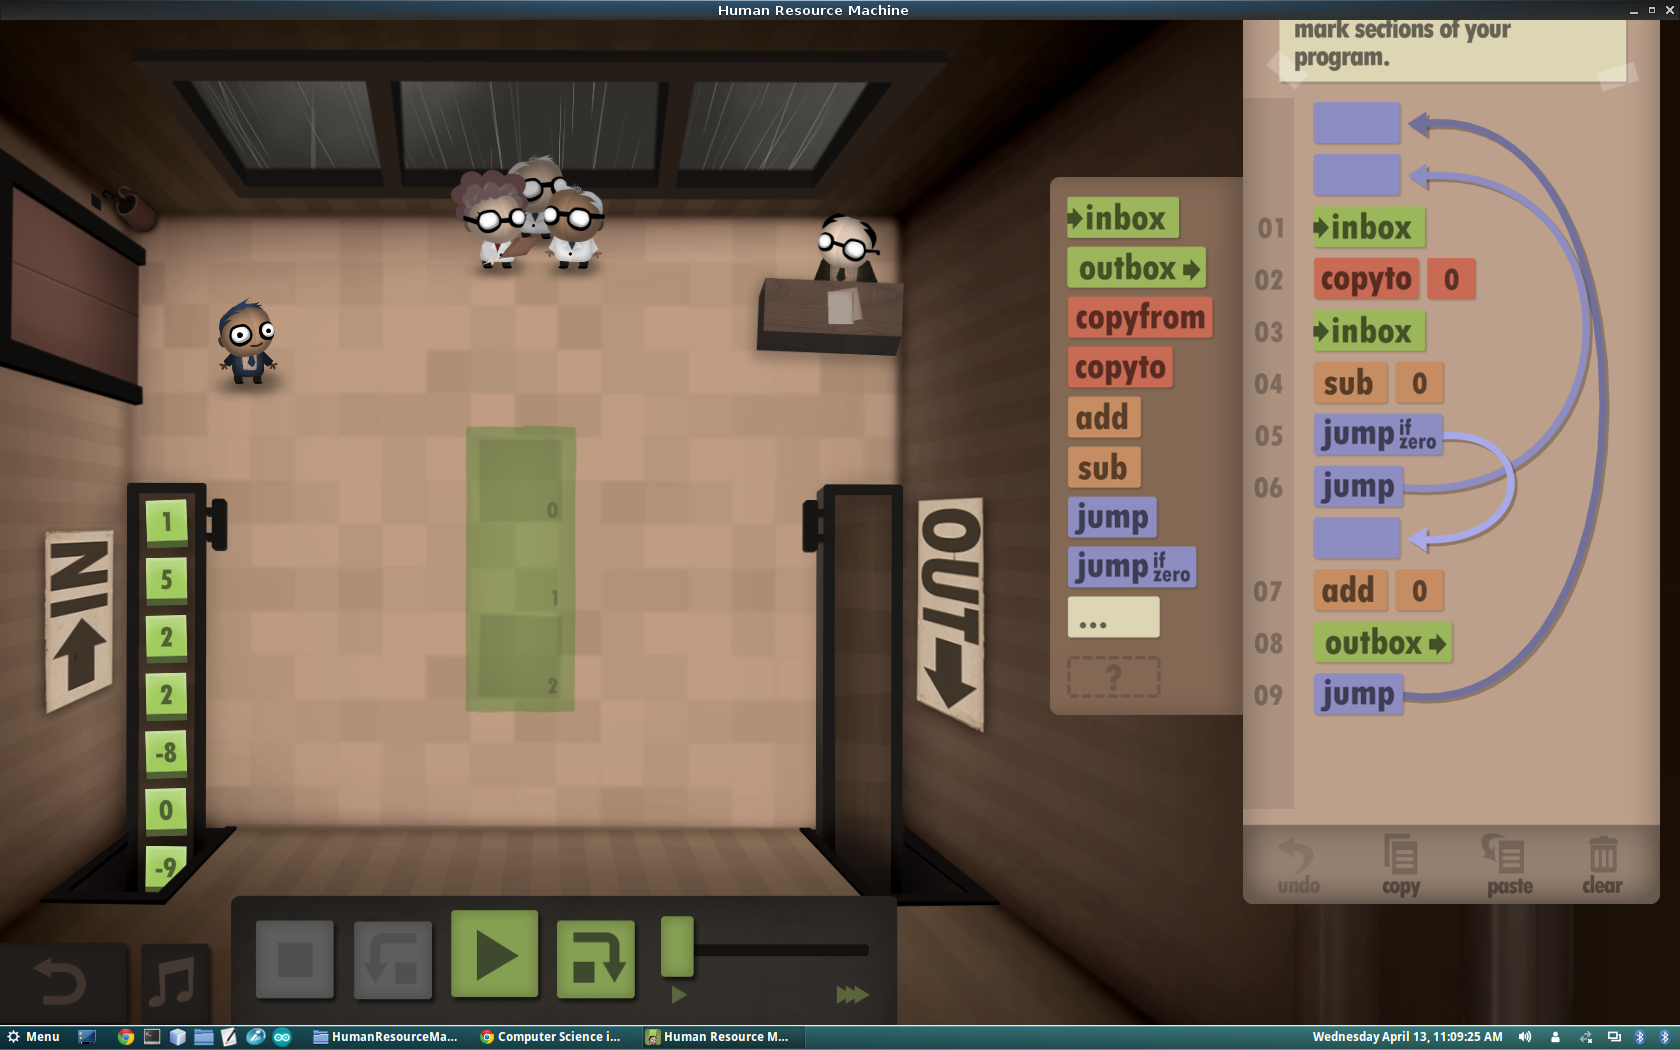 Human Resource Machine
mark sections of your
program.
inbox
outbox
copyfrom
copyto
add
sub
jump
jump if zero
...
?
01 inbox
02 copyto 0
03 inbox
04 sub 0
05 jump if zero
06 jump
07 add 0
08 outbox
09 jump
undo copy paste clear
IN
1
5
2
2
-8
0
-9
0
1
2
OUT
Menu
HumanResourceMa...
Computer Science i...
Human Resource M...
Wednesday April 13, 11:09:25 AM